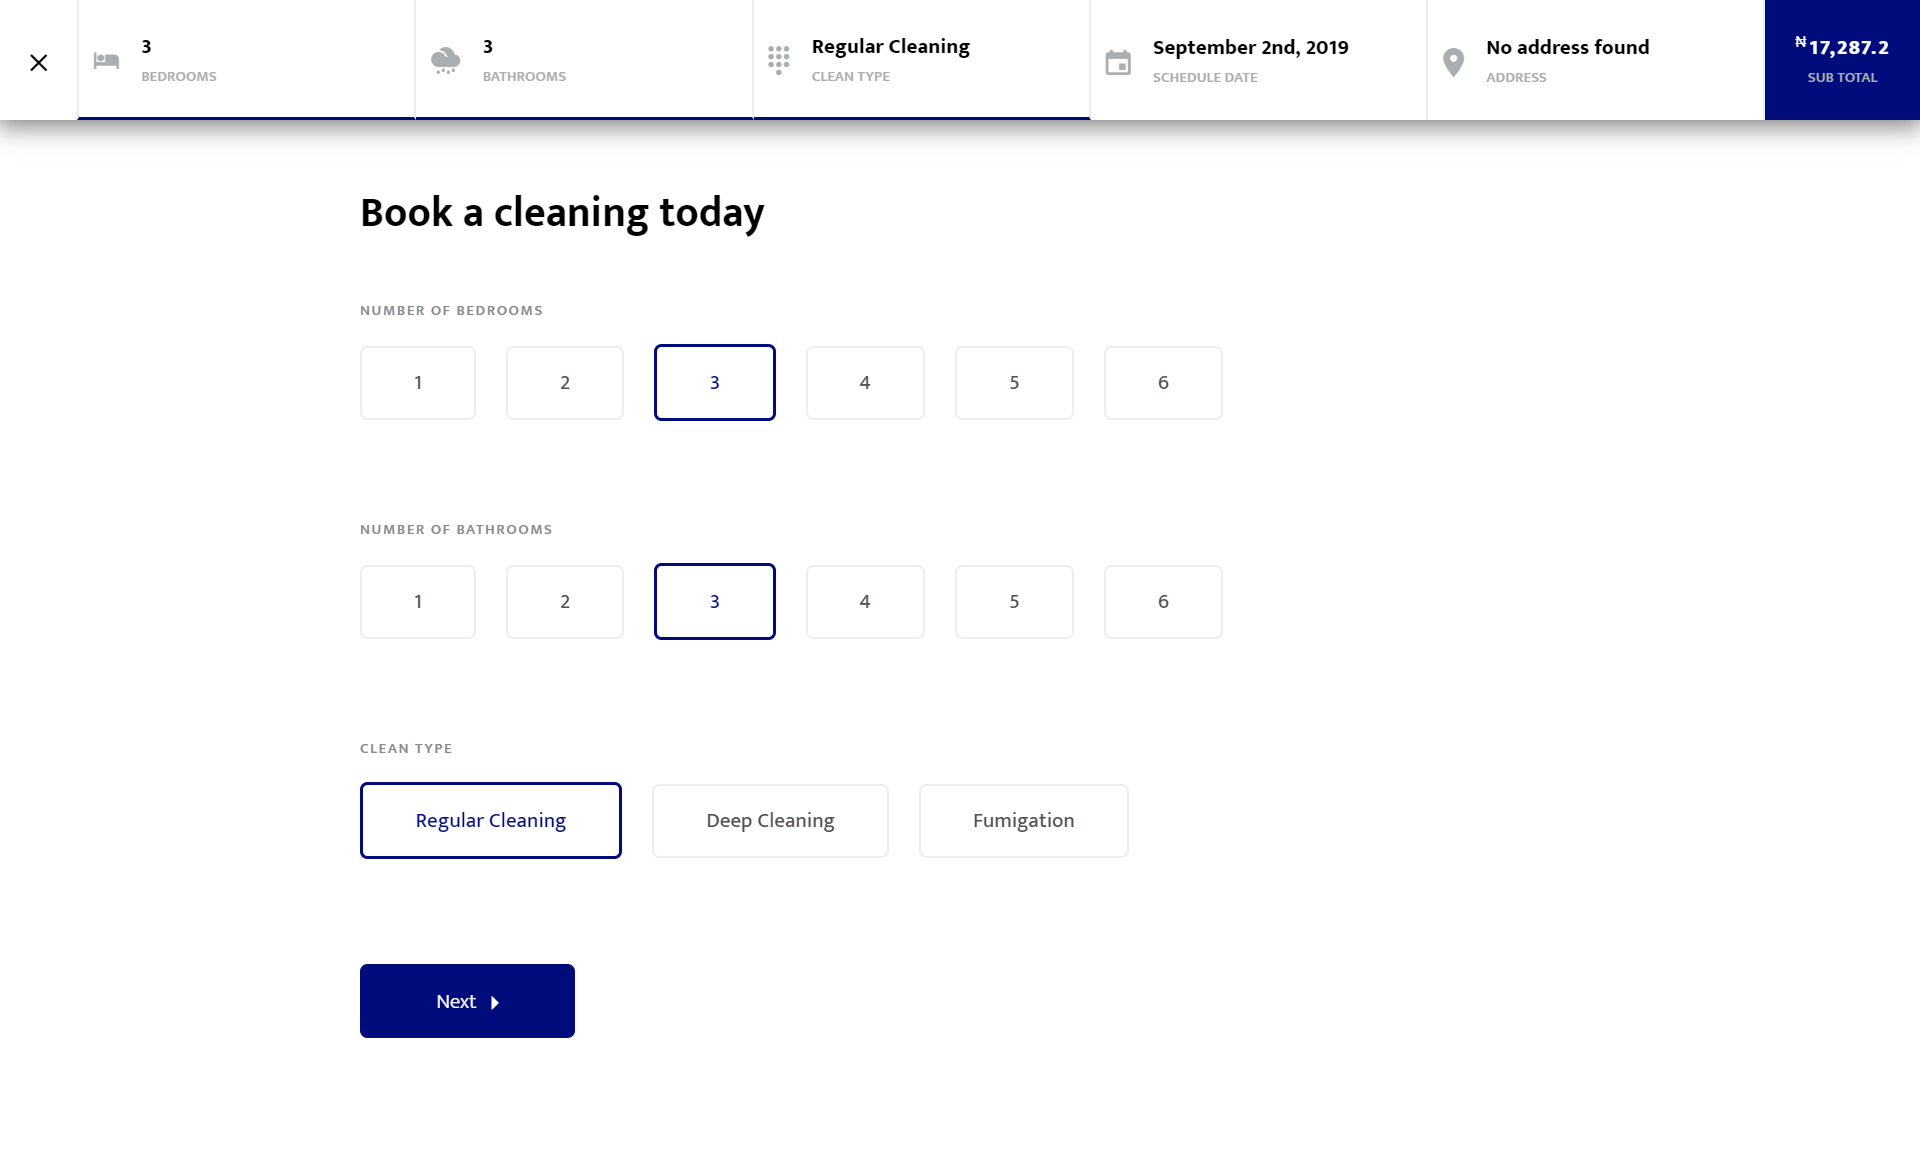 3
BEDROOMS
3
BATHROOMS
Regular Cleaning
CLEAN TYPE
September 2nd, 2019
SCHEDULE DATE
No address found
ADDRESS
₦17,287.2
SUB TOTAL
Book a cleaning today
NUMBER OF BEDROOMS
1 2 3 4 5 6
NUMBER OF BATHROOMS
1 2 3 4 5 6
CLEAN TYPE
Regular Cleaning Deep Cleaning Fumigation
Next